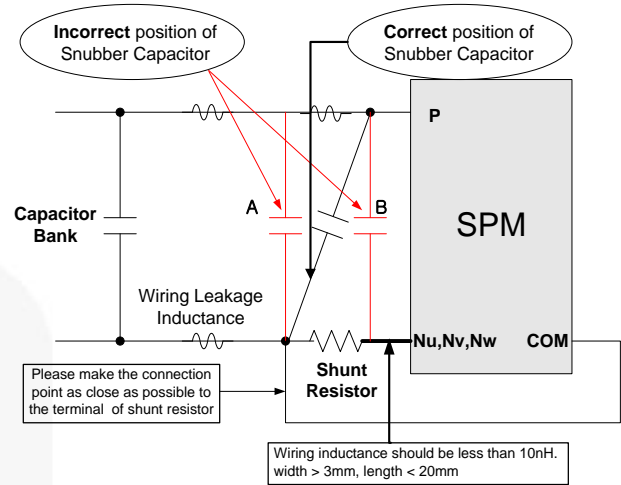 Incorrect position of
Snubber Capacitor
Correct position of
Snubber Capacitor
P
A
B
Capacitor
Bank
SPM
Wiring Leakage
Inductance
Nu,Nv,Nw
COM
Shunt
Resistor
Please make the connection
point as close as possible to
the terminal of shunt resistor
Wiring inductance should be less than 10nH.
width > 3mm, length < 20mm